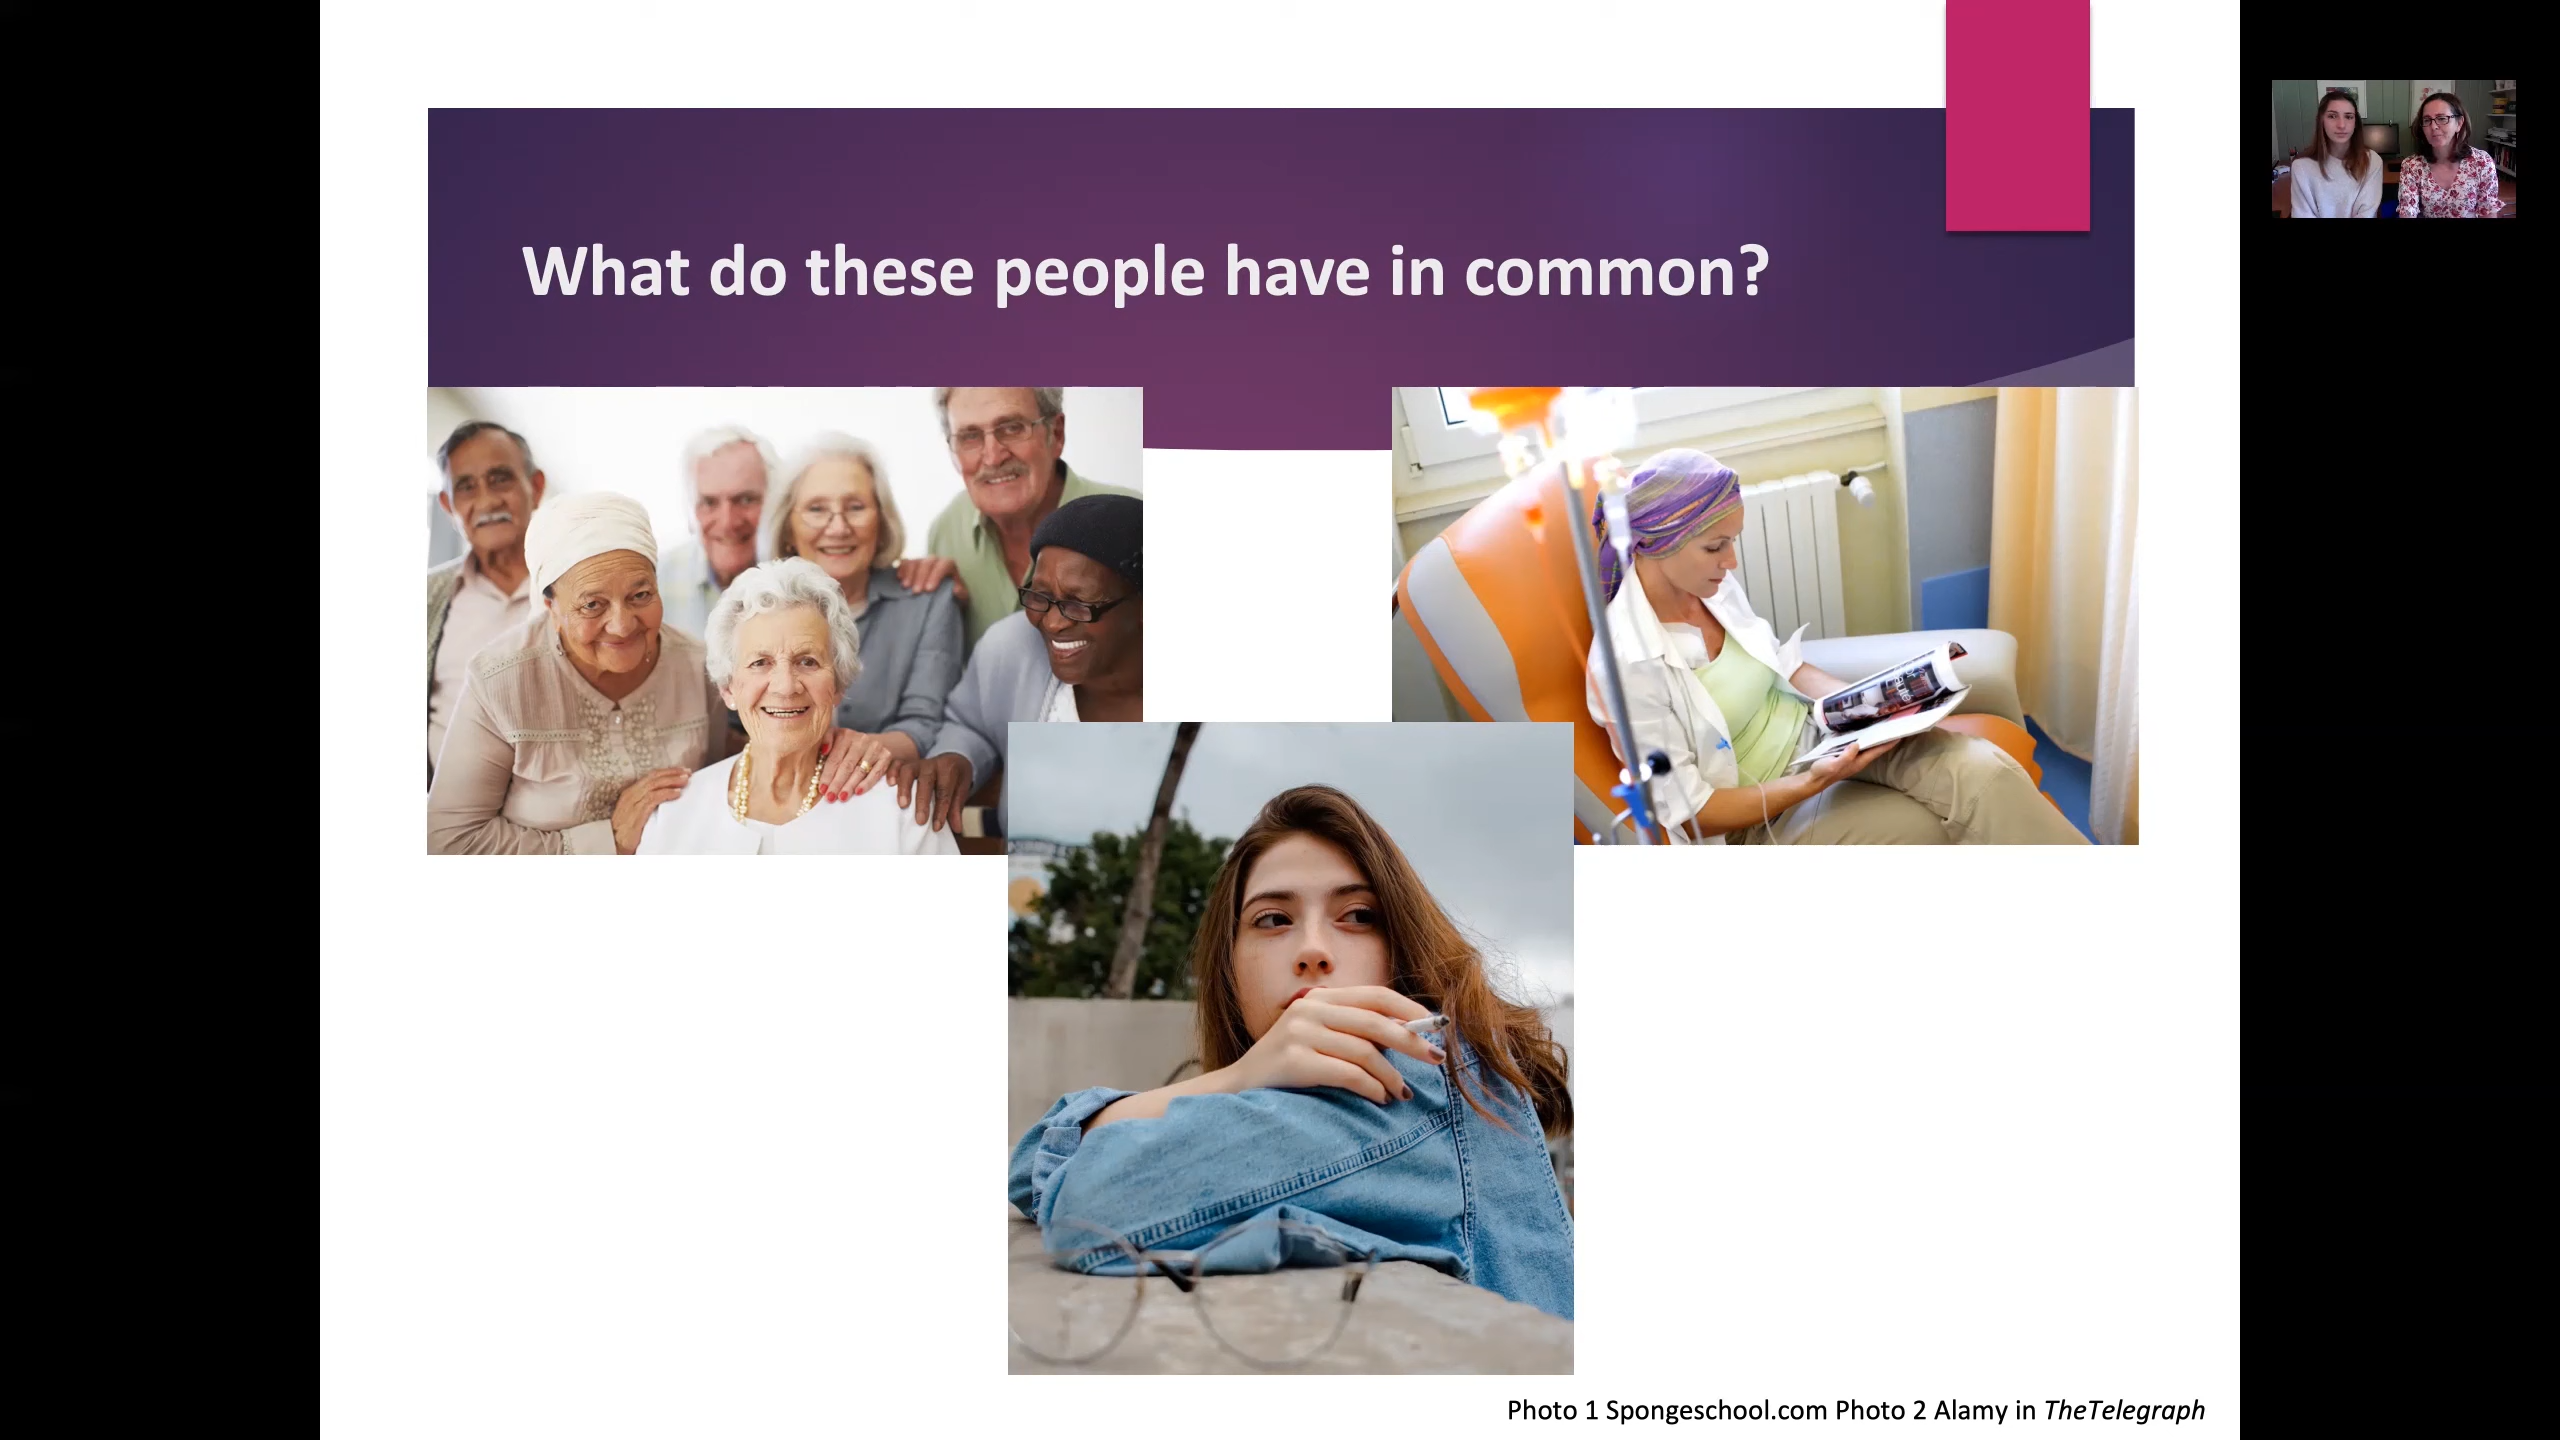 What do these people have in common?
Photo 1 Spongeschool.com Photo 2 Alamy in TheTelegraph